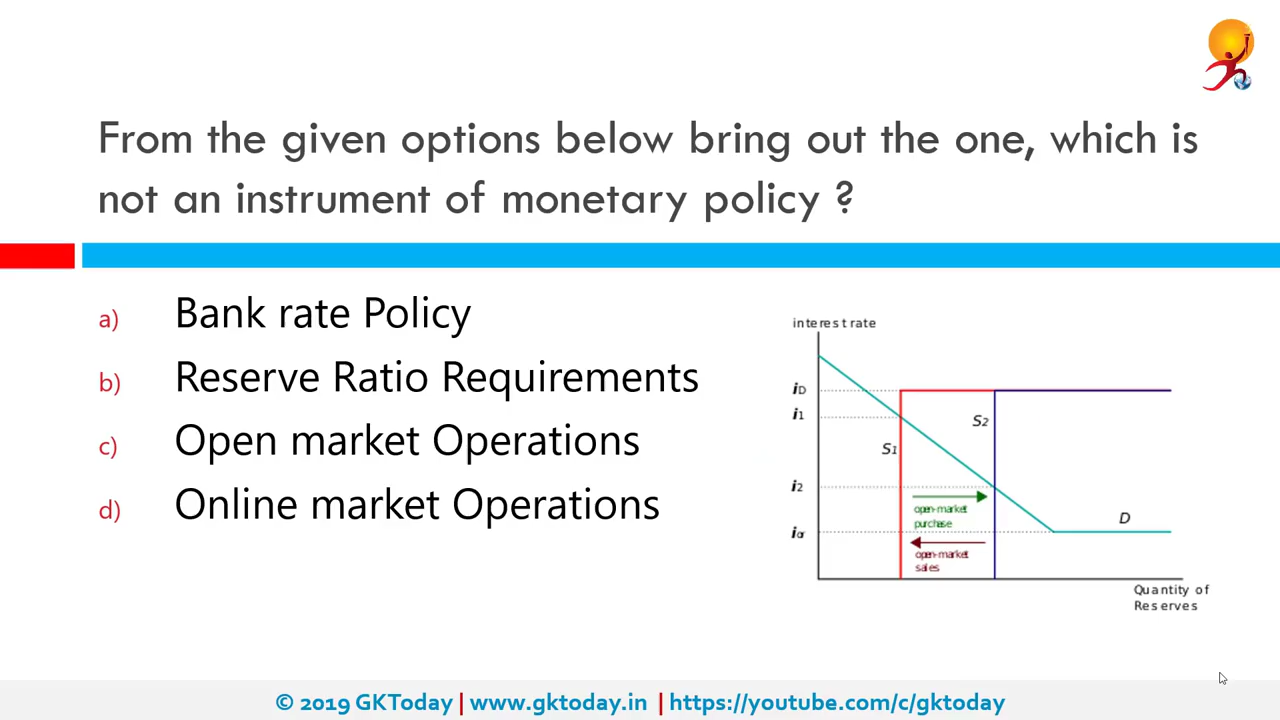 From the given options below bring out the one, which is
not an instrument of monetary policy ?
a) Bank rate Policy
b) Reserve Ratio Requirements
c) Open market Operations
d) Online market Operations
interest rate
iD
i1
S2
S1
i2
open-market
purchase
D
iα
open-market
sales
Quantity of
Reserves
© 2019 GKToday | www.gktoday.in | https://youtube.com/c/gktoday